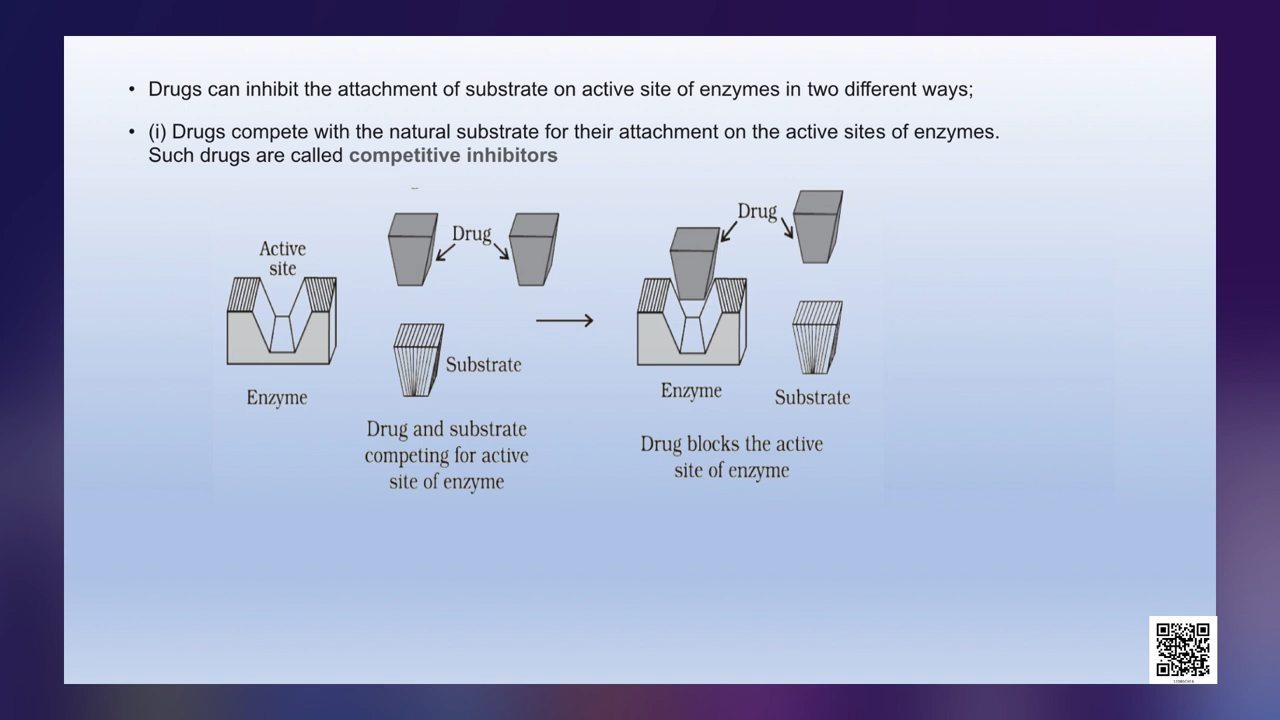 • Drugs can inhibit the attachment of substrate on active site of enzymes in two different ways;
• (i) Drugs compete with the natural substrate for their attachment on the active sites of enzymes.
Such drugs are called competitive inhibitors
Active
site
Enzyme
Drug
Substrate
Drug and substrate
competing for active
site of enzyme
Drug
Enzyme
Substrate
Drug blocks the active
site of enzyme